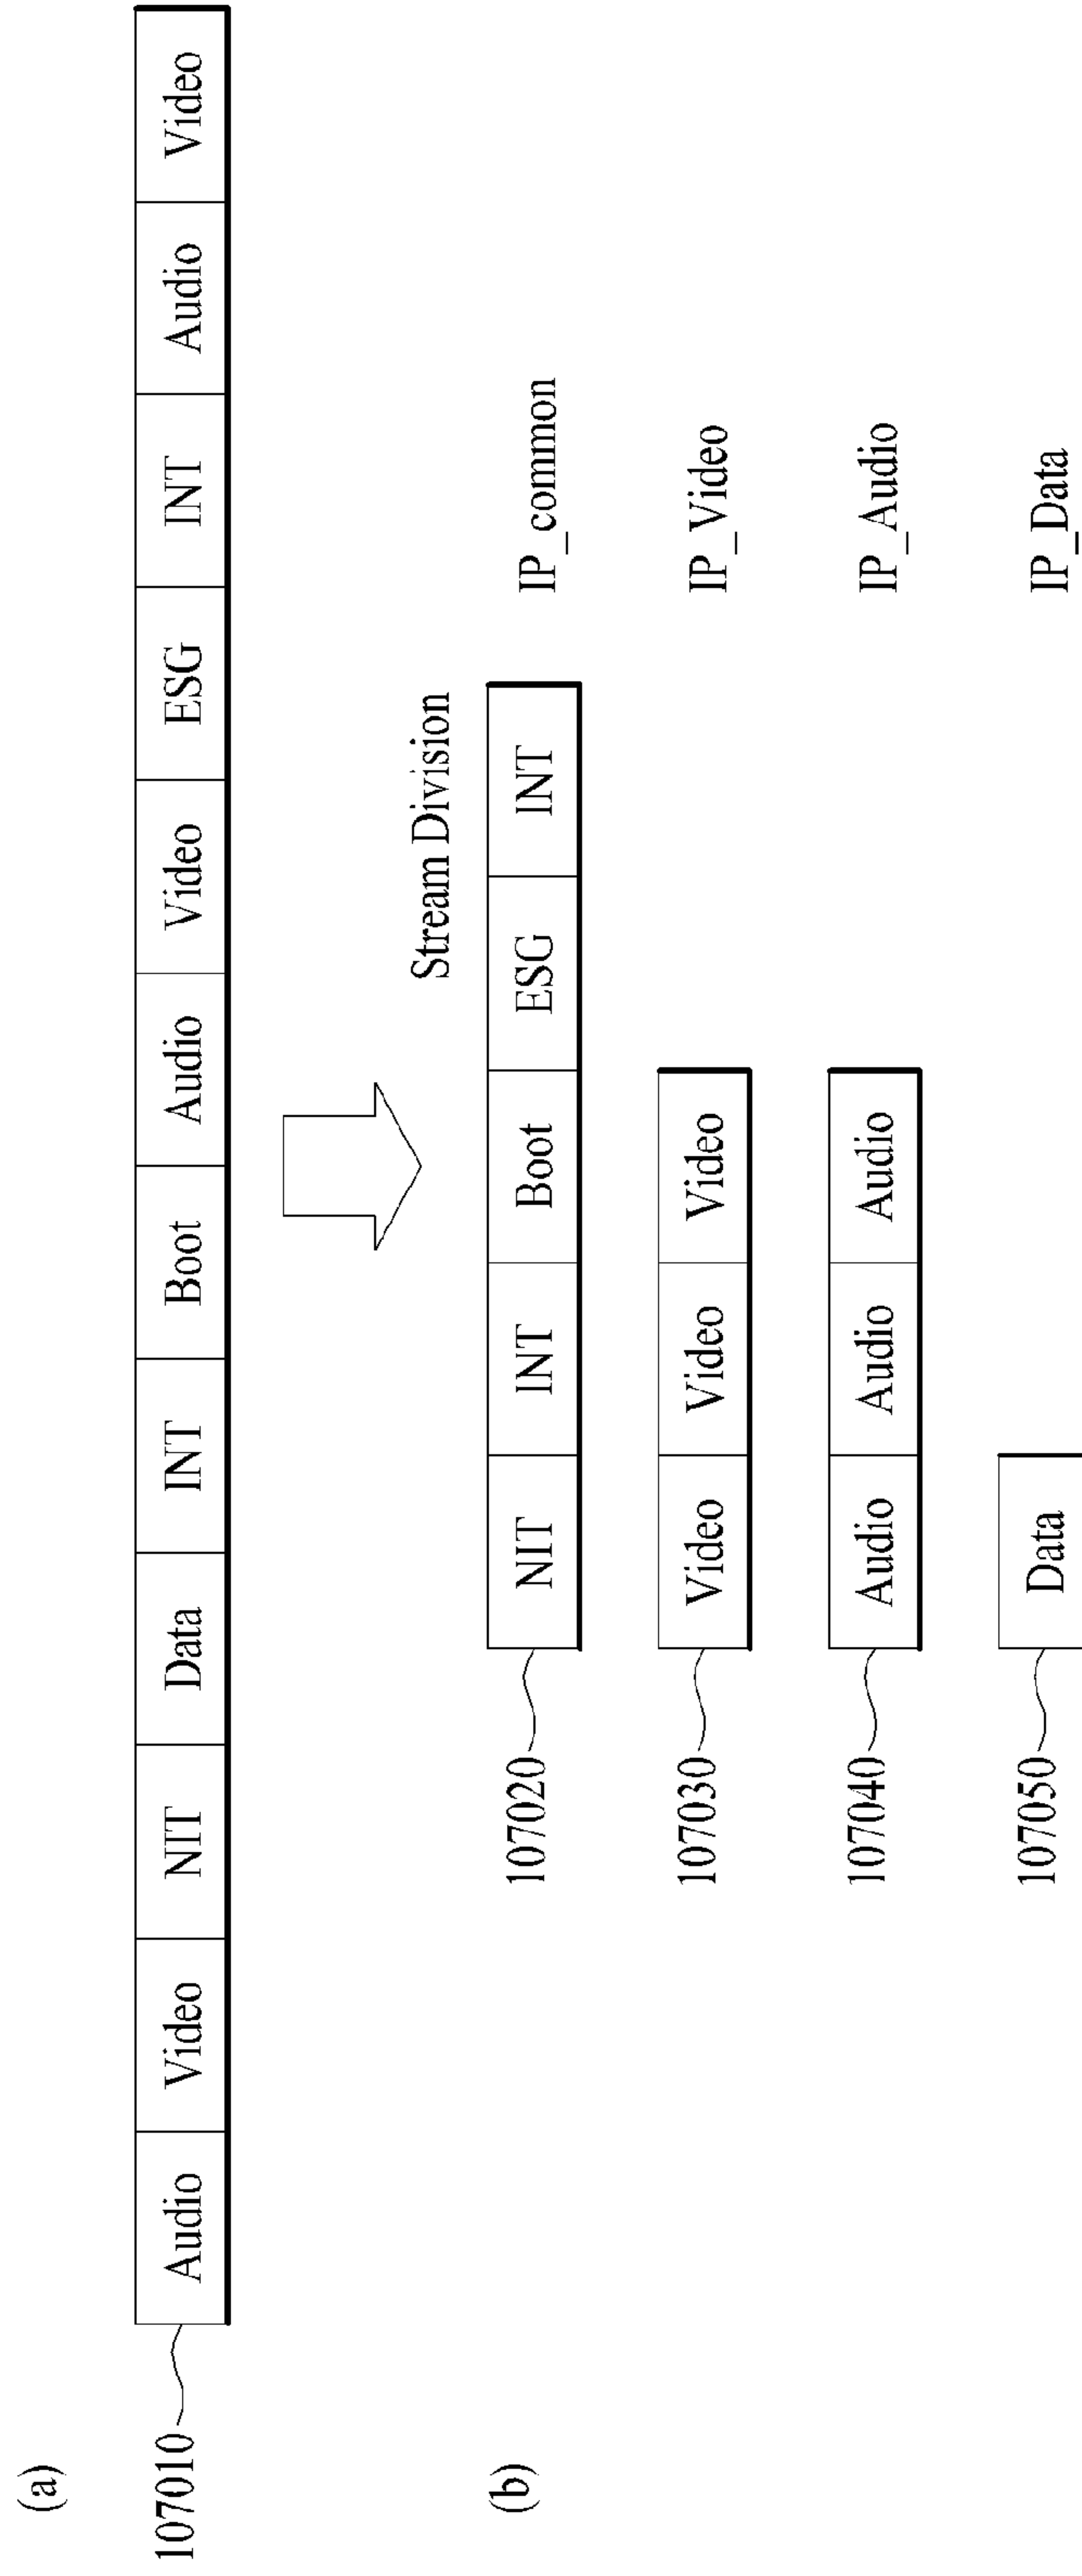 (a)
107010 Audio Video NIT Data INT Boot Audio Video ESG INT Audio Video
Stream Division
(b)
107020 NIT INT Boot ESG INT IP_common
107030 Video Video Video IP_Video
107040 Audio Audio Audio IP_Audio
107050 Data IP_Data